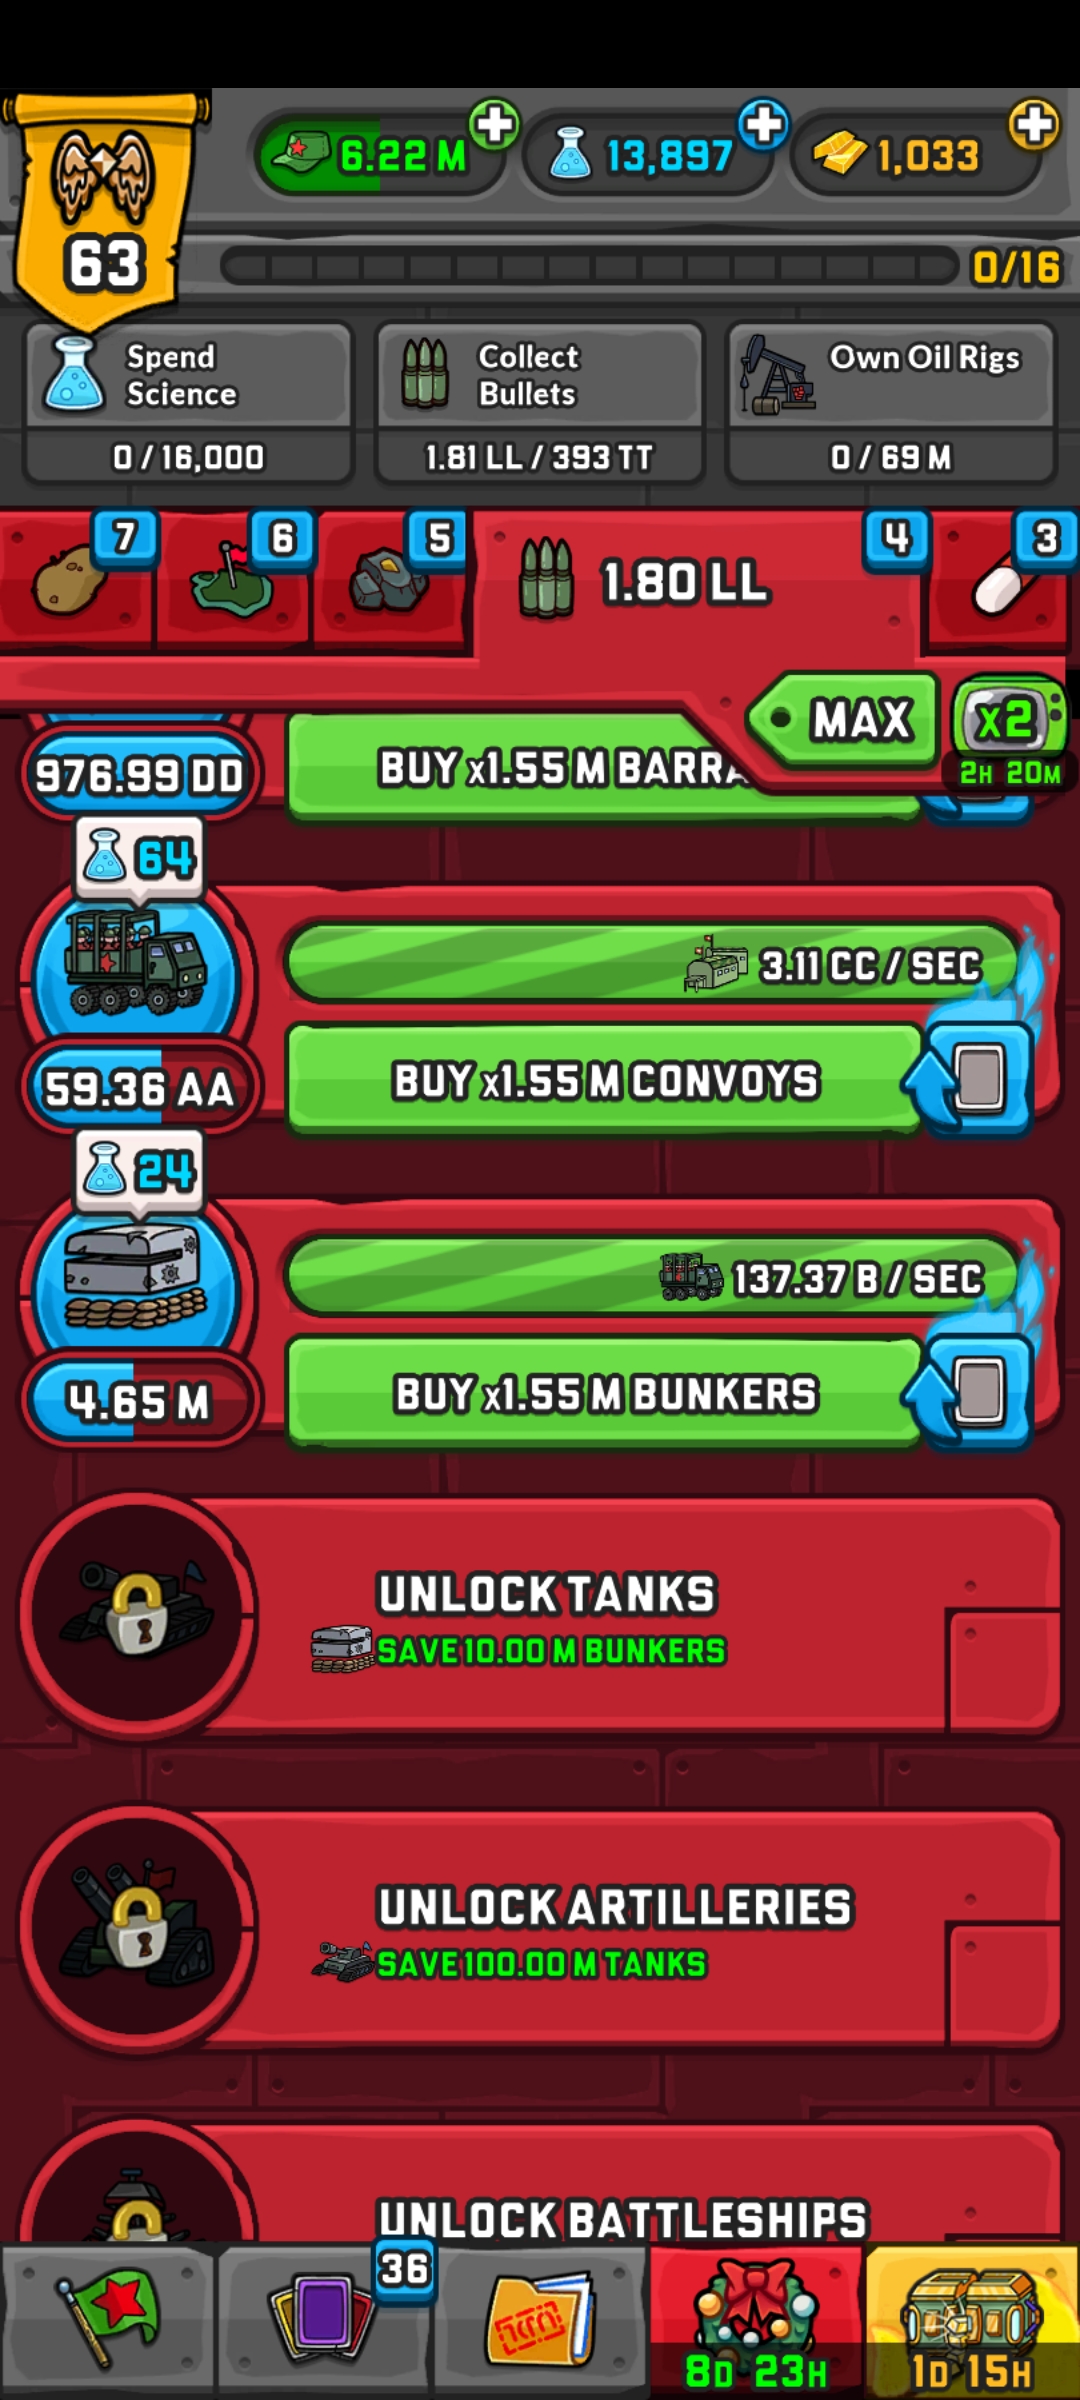 63
6.22 M
13,897
1,033
0/16
Spend
Science
0 / 16,000
Collect
Bullets
1.81 LL / 393 TT
Own Oil Rigs
0 / 69 M
7
6
5
1.80 LL
4
3
MAX
x2
2H 20M
976.99 DD
BUY x1.55 M BARRA
64
3.11 CC / SEC
59.36 AA
BUY x1.55 M CONVOYS
24
137.37 B / SEC
4.65 M
BUY x1.55 M BUNKERS
UNLOCK TANKS
SAVE 10.00 M BUNKERS
UNLOCK ARTILLERIES
SAVE 100.00 M TANKS
UNLOCK BATTLESHIPS
36
8D 23H
1D 15H